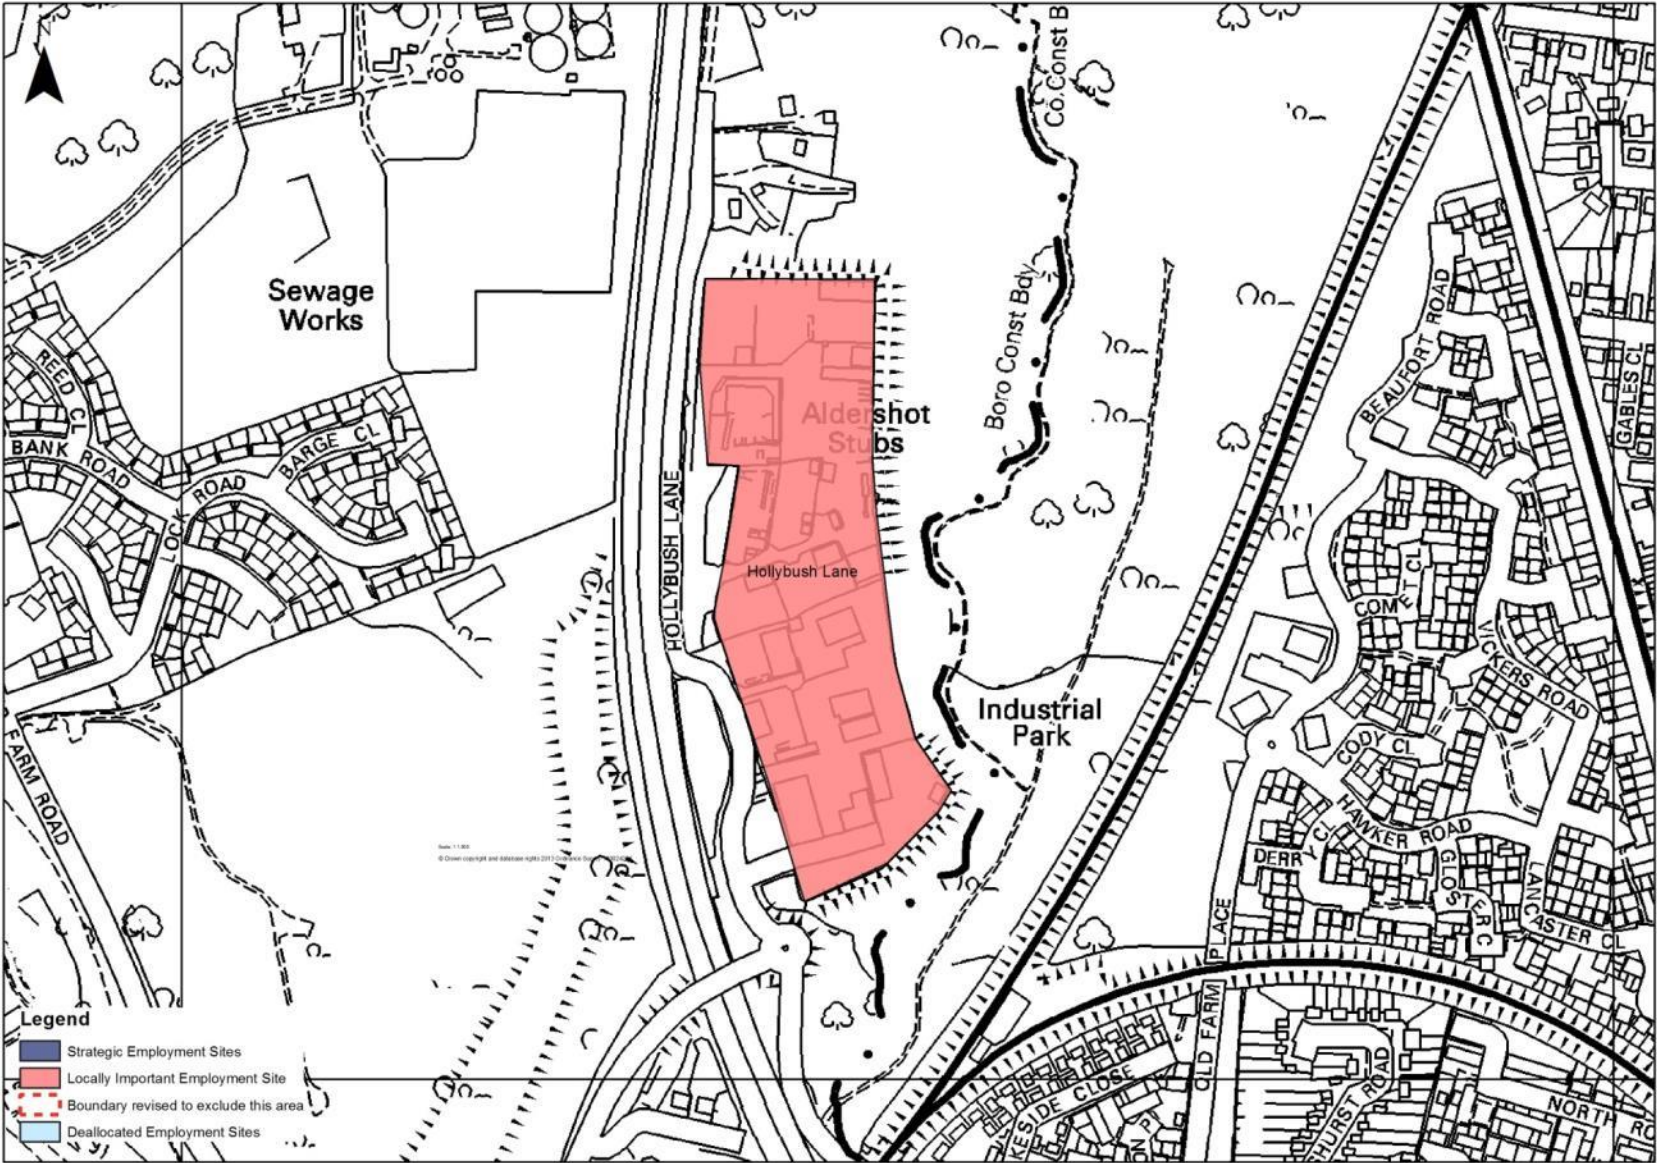 N
Co Const B
Sewage
Works
Boro Const Bdy
BEAUFORT ROAD
GABLES CL
REED CL
BANK ROAD
BARGE CL
LOCK ROAD
Aldershot
Stubs
HOLLYBUSH LANE
Hollybush Lane
COMET CL
VICKERS ROAD
Industrial
Park
CODY CL
FARM ROAD
HAWKER ROAD
DERRY CL
GLOSTER C
LANCASTER CL
OLD FARM PLACE
KESIDE CLOSE
ON P
HURST ROAD
NORTH RO
Legend
Strategic Employment Sites
Locally Important Employment Site
Boundary revised to exclude this area
Deallocated Employment Sites